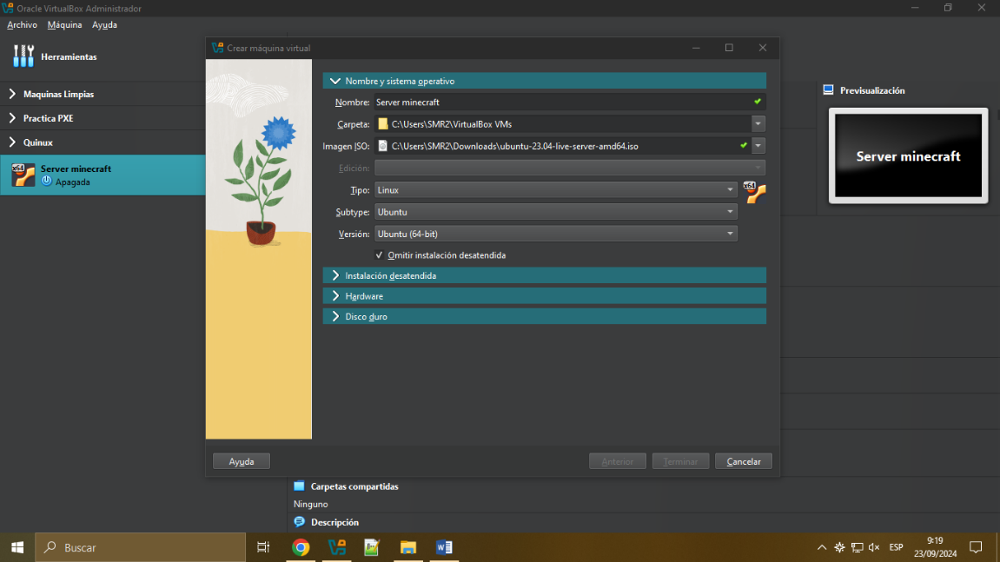 Oracle VirtualBox Administrador
Archivo Máquina Ayuda
Herramientas
Maquinas Limpias
Practica PXE
Quinux
x64
Server minecraft
Apagada
Crear máquina virtual
Nombre y sistema operativo
Nombre: Server minecraft
Carpeta: C:\Users\SMR2\VirtualBox VMs
Imagen ISO: C:\Users\SMR2\Downloads\ubuntu-23.04-live-server-amd64.iso
Edición:
Tipo: Linux
x64
Subtype: Ubuntu
Versión: Ubuntu (64-bit)
Omitir instalación desatendida
Instalación desatendida
Hardware
Disco duro
Ayuda Anterior Terminar Cancelar
Previsualización
Server minecraft
Carpetas compartidas
Ninguno
Descripción
Buscar
ESP
9:19
23/09/2024